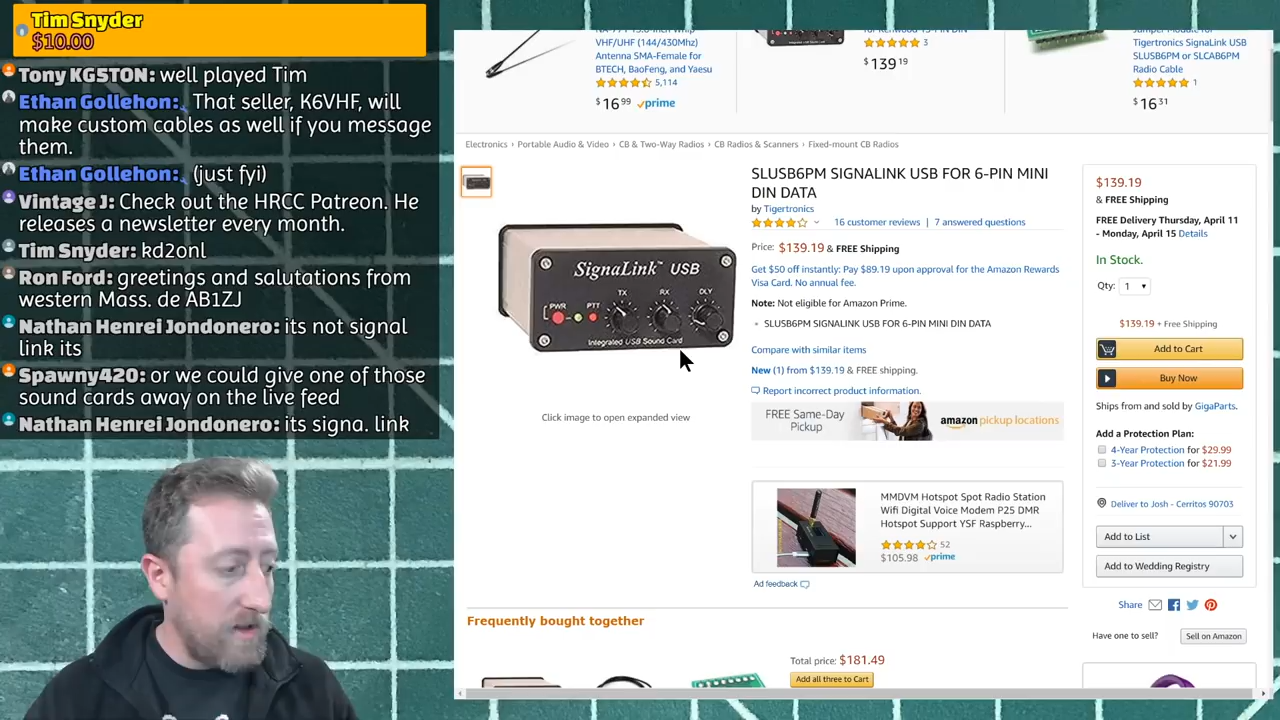 Tim Snyder
$10.00
Tony KG5TON: well played Tim
Ethan Gollehon: That seller, K6VHF, will
make custom cables as well if you message
them.
Ethan Gollehon: (just fyi)
Vintage J: Check out the HRCC Patreon. He
releases a newsletter every month.
Tim Snyder: kd2onl
Ron Ford: greetings and salutations from
western Mass. de AB1ZJ
Nathan Henrei Jondonero: its not signal
link its
Spawny420: or we could give one of those
sound cards away on the live feed
Nathan Henrei Jondonero: its signa. link
VHF/UHF (144/430Mhz)
Antenna SMA-Female for
BTECH, BaoFeng, and Yaesu
5,114
$16 99 prime
3
$139 19
Jumper Module for
Tigertronics SignaLink USB
SLUSB6PM or SLCAB6PM
Radio Cable
1
$16 31
Electronics › Portable Audio & Video › CB & Two-Way Radios › CB Radios & Scanners › Fixed-mount CB Radios
SignaLink™ USB
PWR PTT TX RX DLY
Integrated USB Sound Card
Click image to open expanded view
SLUSB6PM SIGNALINK USB FOR 6-PIN MINI
DIN DATA
by Tigertronics
16 customer reviews | 7 answered questions
Price: $139.19 & FREE Shipping
Get $50 off instantly: Pay $89.19 upon approval for the Amazon Rewards
Visa Card. No annual fee.
Note: Not eligible for Amazon Prime.
• SLUSB6PM SIGNALINK USB FOR 6-PIN MINI DIN DATA
Compare with similar items
New (1) from $139.19 & FREE shipping.
Report incorrect product information.
FREE Same-Day
Pickup
amazon pickup locations
MMDVM Hotspot Spot Radio Station
Wifi Digital Voice Modem P25 DMR
Hotspot Support YSF Raspberry...
52
$105.98 prime
Ad feedback
$139.19
& FREE Shipping
FREE Delivery Thursday, April 11
- Monday, April 15 Details
In Stock.
Qty: 1
$139.19 + Free Shipping
Add to Cart
Buy Now
Ships from and sold by GigaParts.
Add a Protection Plan:
4-Year Protection for $29.99
3-Year Protection for $21.99
Deliver to Josh - Cerritos 90703
Add to List
Add to Wedding Registry
Share
Have one to sell? Sell on Amazon
Frequently bought together
Total price: $181.49
Add all three to Cart